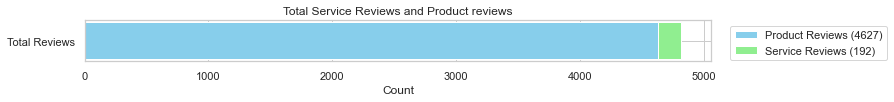 Total Service Reviews and Product reviews
Total Reviews
Product Reviews (4627)
Service Reviews (192)
0 1000 2000 3000 4000 5000
Count